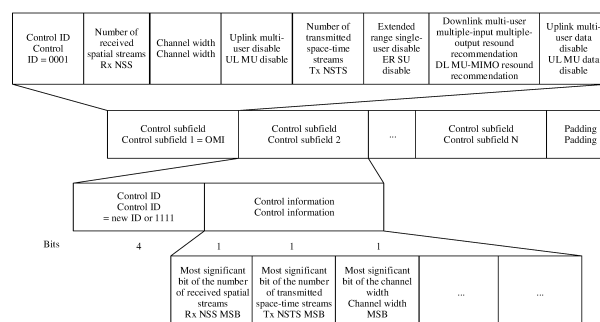 Control ID
Control
ID = 0001
Number of
received
spatial streams
Rx NSS
Channel width
Channel width
Uplink multi-
user disable
UL MU disable
Number of
transmitted
space-time
streams
Tx NSTS
Extended
range single-
user disable
ER SU
disable
Downlink multi-user
multiple-input multiple-
output resound
recommendation
DL MU-MIMO resound
recommendation
Uplink multi-
user data
disable
UL MU data
disable
Control subfield
Control subfield 1 = OMI
Control subfield
Control subfield 2
...
Control subfield
Control subfield N
Padding
Padding
Control ID
Control ID
= new ID or 1111
Control information
Control information
Bits
4
1
1
1
Most significant
bit of the number
of received spatial
streams
Rx NSS MSB
Most significant
bit of the number
of transmitted
space-time streams
Tx NSTS MSB
Most significant
bit of the channel
width
Channel width
MSB
...
...